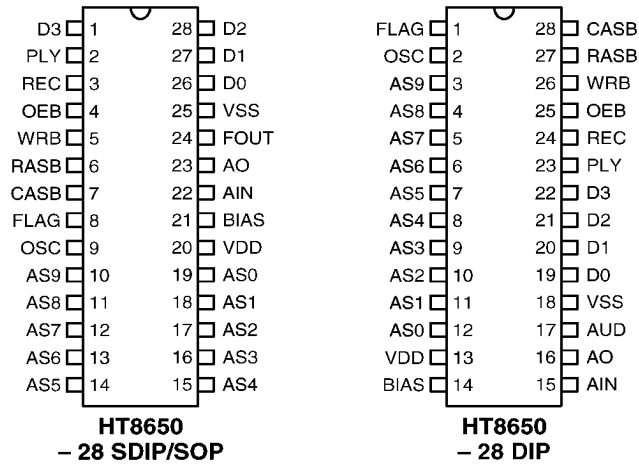 D3 1 28 D2
PLY 2 27 D1
REC 3 26 D0
OEB 4 25 VSS
WRB 5 24 FOUT
RASB 6 23 AO
CASB 7 22 AIN
FLAG 8 21 BIAS
OSC 9 20 VDD
AS9 10 19 AS0
AS8 11 18 AS1
AS7 12 17 AS2
AS6 13 16 AS3
AS5 14 15 AS4
HT8650
– 28 SDIP/SOP
FLAG 1 28 CASB
OSC 2 27 RASB
AS9 3 26 WRB
AS8 4 25 OEB
AS7 5 24 REC
AS6 6 23 PLY
AS5 7 22 D3
AS4 8 21 D2
AS3 9 20 D1
AS2 10 19 D0
AS1 11 18 VSS
AS0 12 17 AUD
VDD 13 16 AO
BIAS 14 15 AIN
HT8650
– 28 DIP